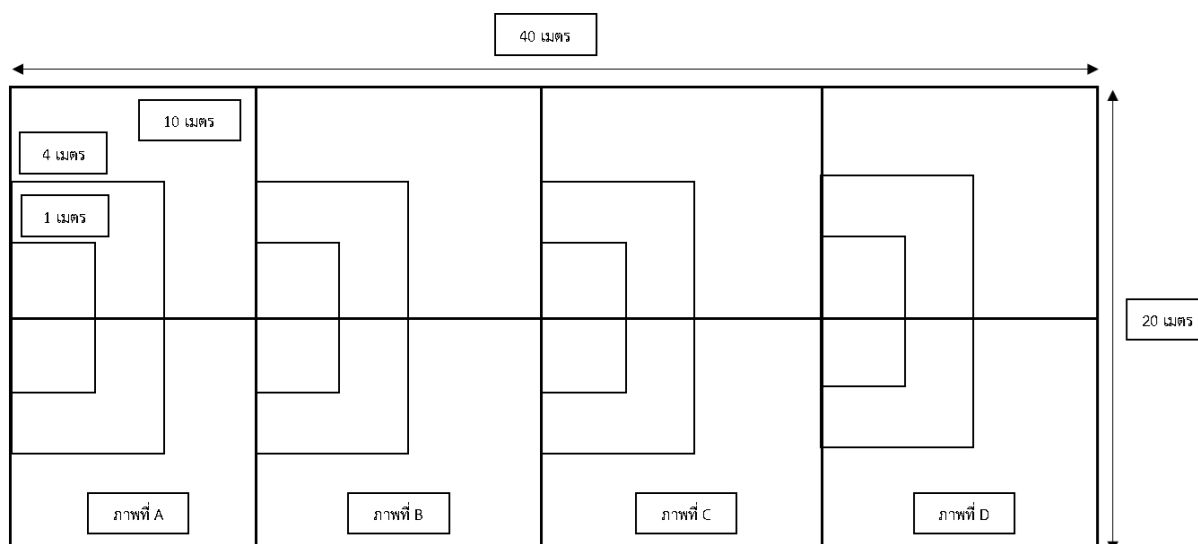 40 เมตร
10 เมตร
4 เมตร
1 เมตร
20 เมตร
ภาพที่ A
ภาพที่ B
ภาพที่ C
ภาพที่ D